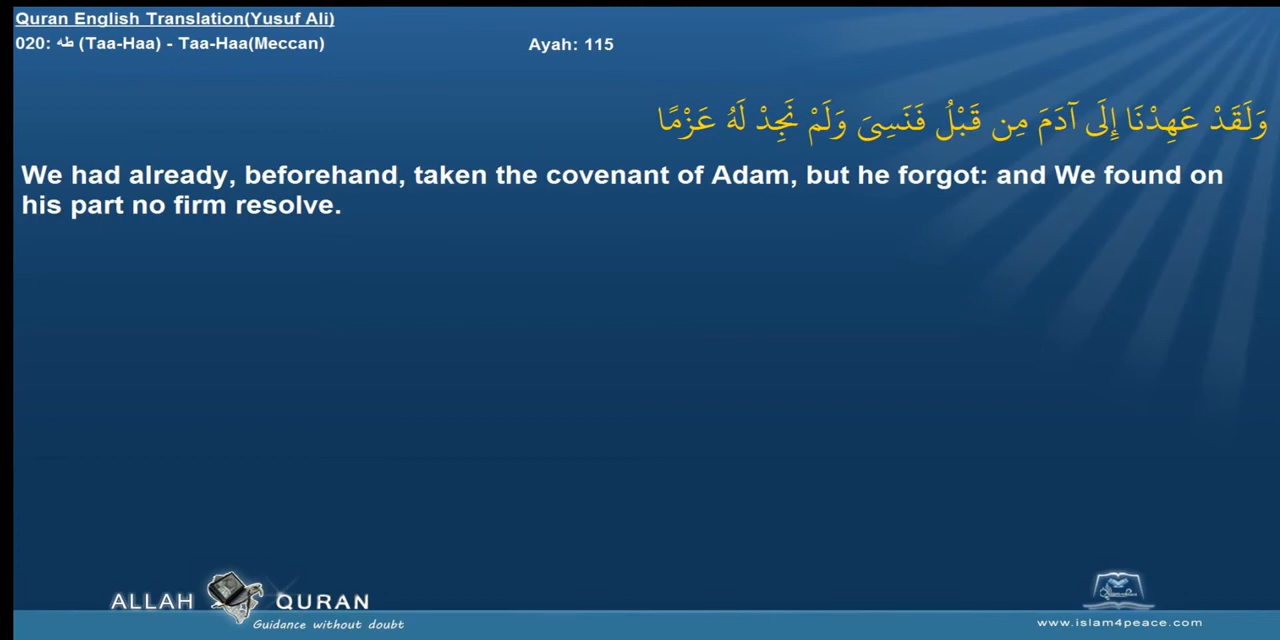 Quran English Translation(Yusuf Ali)
020: طه (Taa-Haa) - Taa-Haa(Meccan) Ayah: 115
وَلَقَدْ عَهِدْنَا إِلَى آدَمَ مِن قَبْلُ فَنَسِيَ وَلَمْ نَجِدْ لَهُ عَزْمًا
We had already, beforehand, taken the covenant of Adam, but he forgot: and We found on
his part no firm resolve.
ALLAH QURAN
Guidance without doubt
www.islam4peace.com